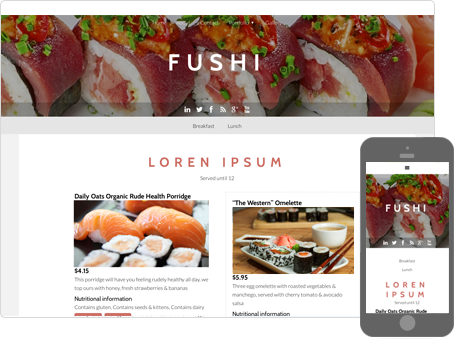 Home
Contact
Portfolio
Gallery
FUSHI
Breakfast
Lunch
LOREN IPSUM
Served until 12
Daily Oats Organic Rude Health Porridge
$4.15
This porridge will have you feeling rudely healthy all day. we
top ours with honey, fresh strawberries & bananas
Nutritional information
Contains gluten, Contains seeds & kittens, Contains dairy
"The Western" Omelette
$5.95
Three egg omelette with roasted vegetables &
manchego, served with cherry tomato & avocado
salsa
Nutritional information
FUSHI
Breakfast
Lunch
LOREN
IPSUM
Served until 12
Daily Oats Organic Rude